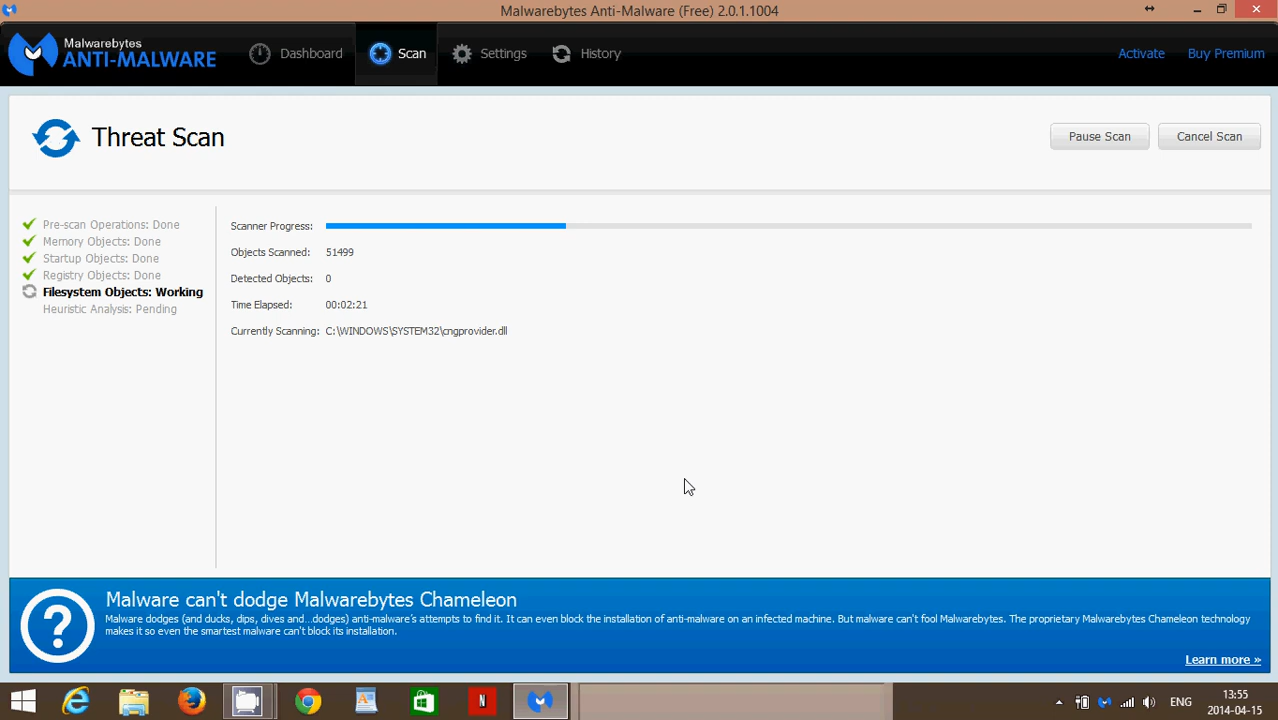 Malwarebytes Anti-Malware (Free) 2.0.1.1004
Malwarebytes
ANTI-MALWARE
Dashboard
Scan
Settings
History
Activate
Buy Premium
Threat Scan
Pause Scan
Cancel Scan
Pre-scan Operations: Done
Memory Objects: Done
Startup Objects: Done
Registry Objects: Done
Filesystem Objects: Working
Heuristic Analysis: Pending
Scanner Progress:
Objects Scanned: 51499
Detected Objects: 0
Time Elapsed: 00:02:21
Currently Scanning: C:\WINDOWS\SYSTEM32\cngprovider.dll
?
Malware can't dodge Malwarebytes Chameleon
Malware dodges (and ducks, dips, dives and...dodges) anti-malware's attempts to find it. It can even block the installation of anti-malware on an infected machine. But malware can't fool Malwarebytes. The proprietary Malwarebytes Chameleon technology
makes it so even the smartest malware can't block its installation.
Learn more »
N
ENG
13:55
2014-04-15